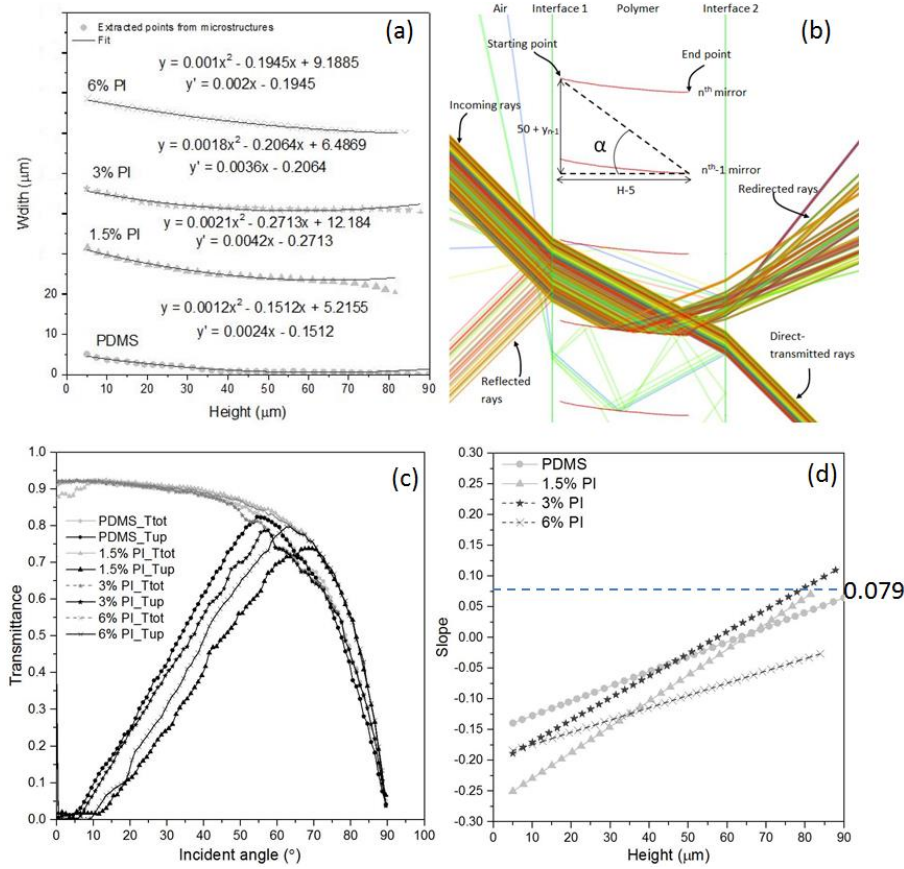 (a)
Extracted points from microstructures
Fit
y = 0.001x² - 0.1945x + 9.1885
y' = 0.002x - 0.1945
6% PI
y = 0.0018x² - 0.2064x + 6.4869
y' = 0.0036x - 0.2064
3% PI
y = 0.0021x² - 0.2713x + 12.184
y' = 0.0042x - 0.2713
1.5% PI
y = 0.0012x² - 0.1512x + 5.2155
y' = 0.0024x - 0.1512
PDMS
20
10
0
Wdith (μm)
0 10 20 30 40 50 60 70 80 90
Height (μm)
Air Interface 1 Polymer Interface 2
(b)
Starting point
End point
nth mirror
Incoming rays
50 + yn-1
α
nth-1 mirror
H-5
Redirected rays
Reflected
rays
Direct-
transmitted rays
(c)
1.0
0.9
0.8
0.7
0.6
0.5
0.4
0.3
0.2
0.1
0.0
Transmittance
PDMS_Ttot
PDMS_Tup
1.5% PI_Ttot
1.5% PI_Tup
3% PI_Ttot
3% PI_Tup
6% PI_Ttot
6% PI_Tup
0 10 20 30 40 50 60 70 80 90 100
Incident angle (°)
(d)
0.30
0.25
0.20
0.15
0.10
0.05
0.00
-0.05
-0.10
-0.15
-0.20
-0.25
-0.30
Slope
PDMS
1.5% PI
3% PI
6% PI
0.079
0 10 20 30 40 50 60 70 80 90
Height (μm)